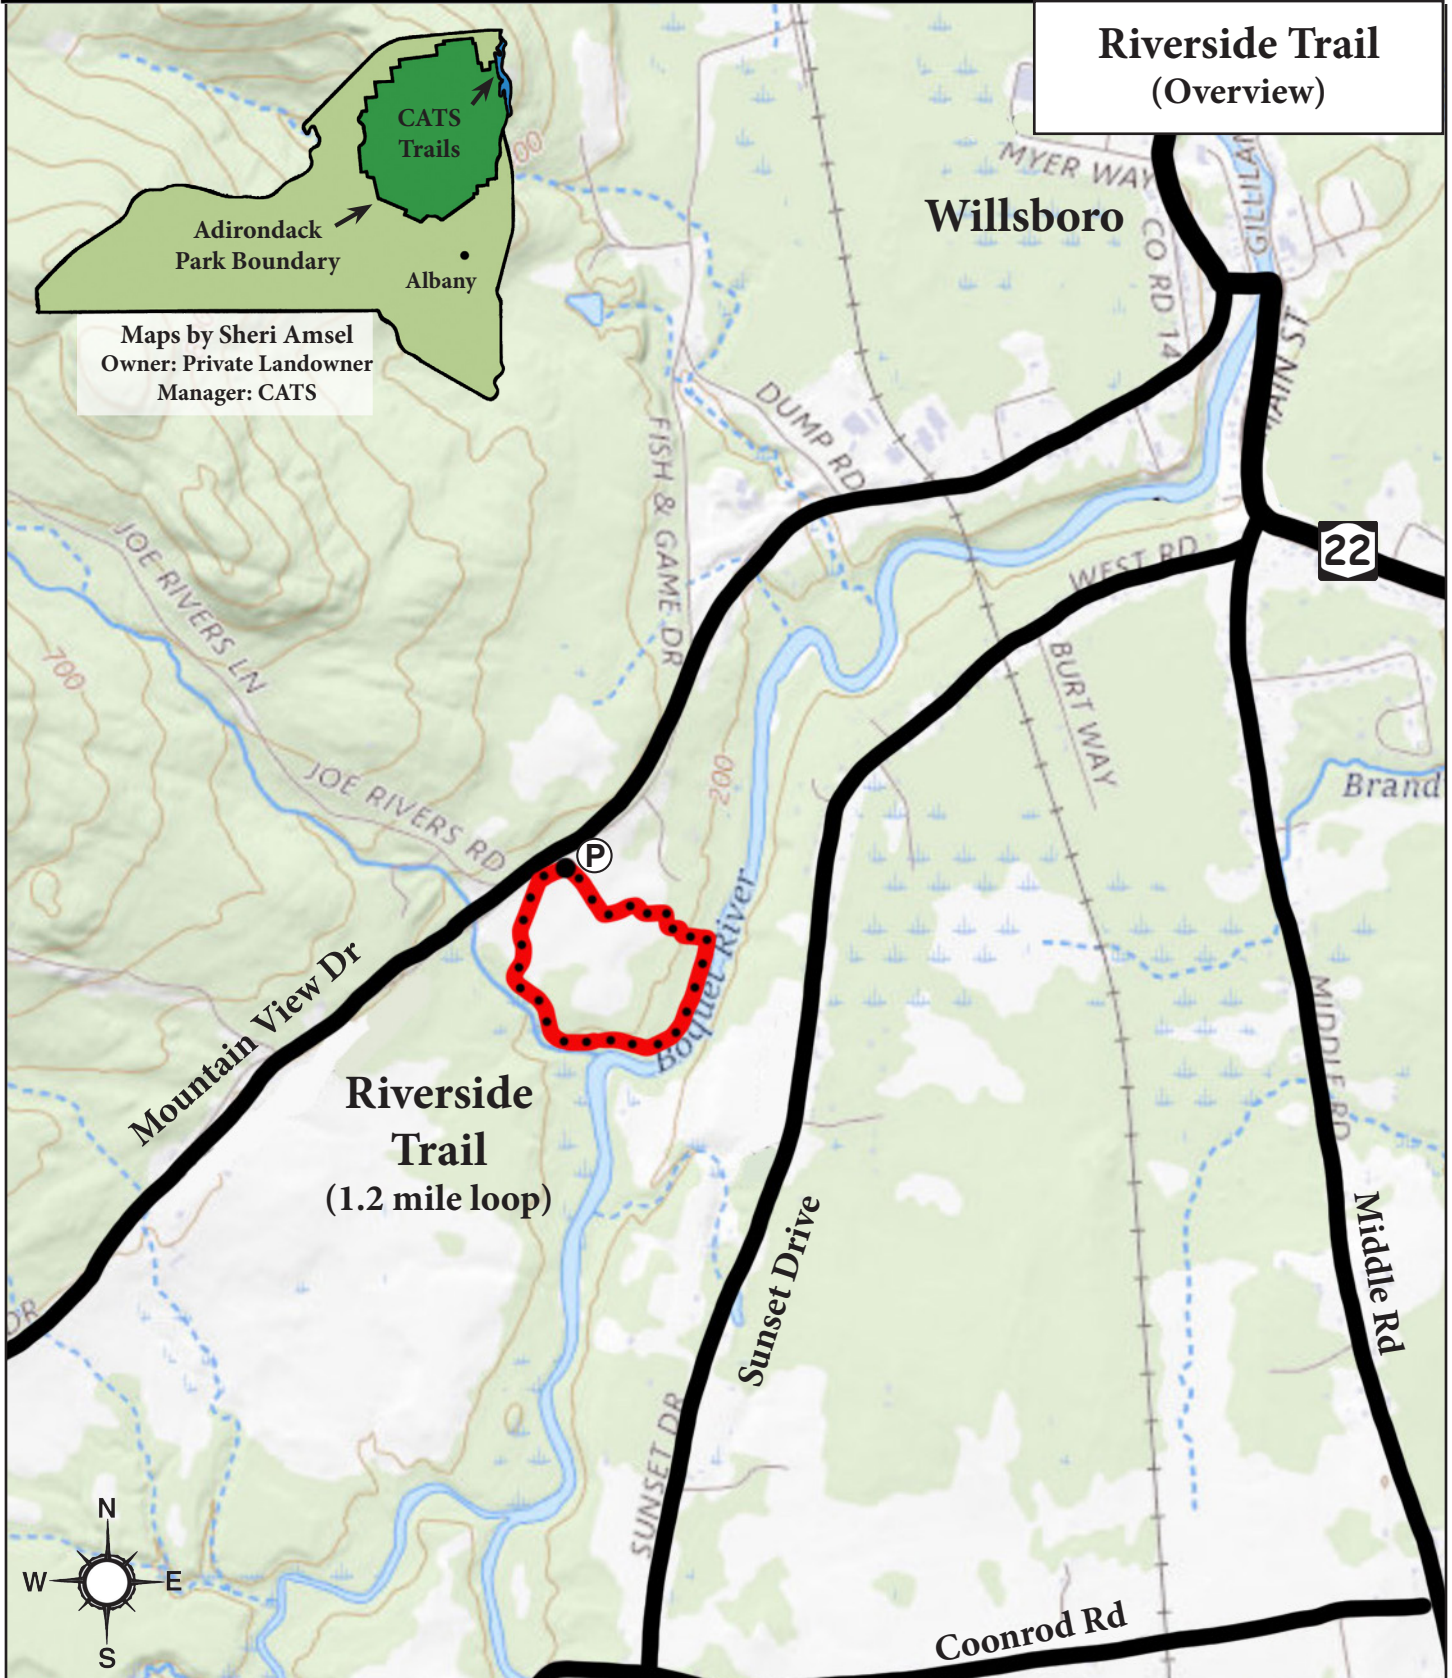 Riverside Trail
(Overview)
CATS
Trails
Adirondack
Park Boundary
Albany
Maps by Sheri Amsel
Owner: Private Landowner
Manager: CATS
00
MYER WAY
Willsboro
CO RD 14
MAIN ST
DUMP RD
FISH & GAME DR
22
WEST RD
JOE RIVERS LN
700
BURT WAY
200
Brand
JOE RIVERS RD
P
Boquet River
Mountain View Dr
MIDDLE RD
Riverside
Trail
(1.2 mile loop)
Sunset Drive
Middle Rd
DR
SUNSET DR
N
W
E
S
Coonrod Rd